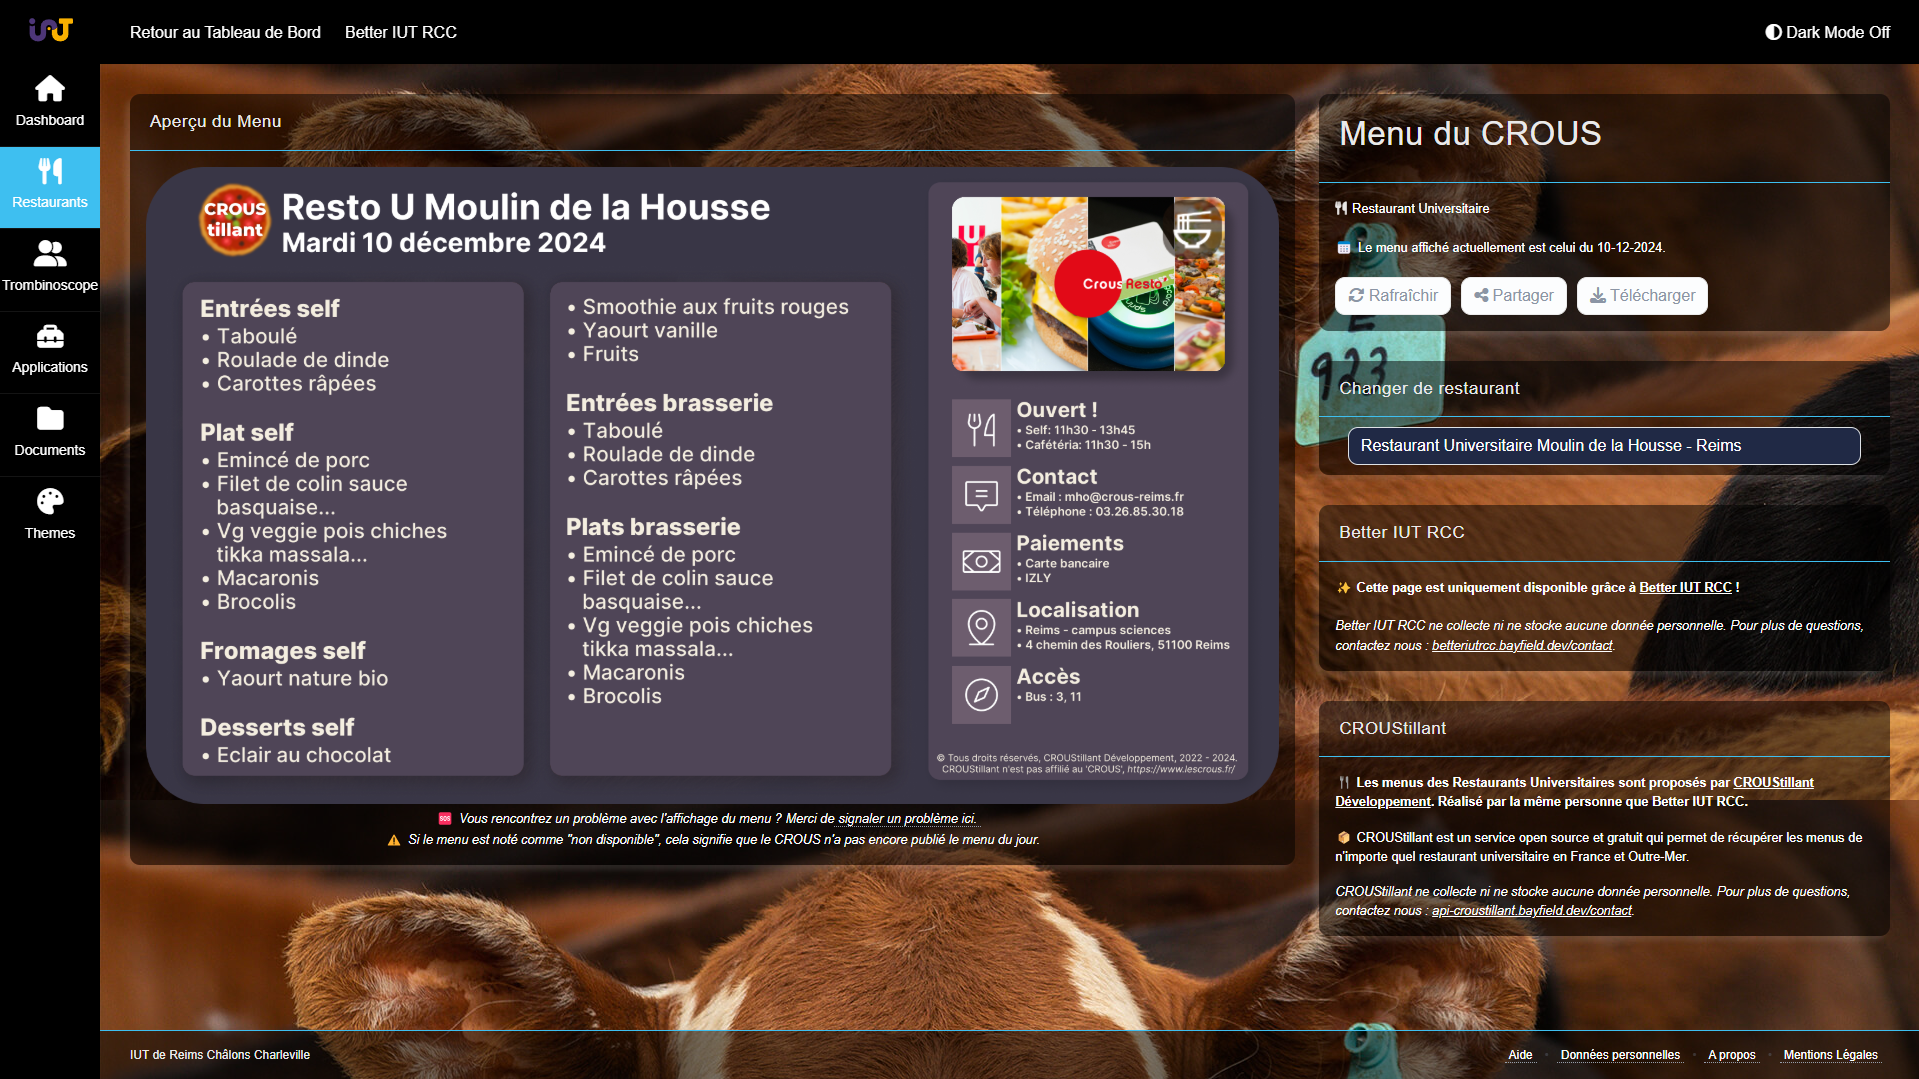 Retour au Tableau de Bord
Better IUT RCC
Dark Mode Off
Dashboard
Restaurants
Trombinoscope
Applications
Documents
Themes
Aperçu du Menu
CROUS
tillant
Resto U Moulin de la Housse
Mardi 10 décembre 2024
Entrées self
• Taboulé
• Roulade de dinde
• Carottes râpées
Plat self
• Emincé de porc
• Filet de colin sauce
basquaise...
• Vg veggie pois chiches
tikka massala...
• Macaronis
• Brocolis
Fromages self
• Yaourt nature bio
Desserts self
• Eclair au chocolat
• Smoothie aux fruits rouges
• Yaourt vanille
• Fruits
Entrées brasserie
• Taboulé
• Roulade de dinde
• Carottes râpées
Plats brasserie
• Emincé de porc
• Filet de colin sauce
basquaise...
• Vg veggie pois chiches
tikka massala...
• Macaronis
• Brocolis
Crous Resto'
Ouvert !
• Self: 11h30 - 13h45
• Cafétéria: 11h30 - 15h
Contact
• Email : mho@crous-reims.fr
• Téléphone : 03.26.85.30.18
Paiements
• Carte bancaire
• IZLY
Localisation
• Reims - campus sciences
• 4 chemin des Rouliers, 51100 Reims
Accès
• Bus : 3, 11
© Tous droits réservés, CROUStillant Développement, 2022 - 2024.
CROUStillant n'est pas affilié au 'CROUS', https://www.lescrous.fr/
Vous rencontrez un problème avec l'affichage du menu ? Merci de signaler un problème ici.
Si le menu est noté comme "non disponible", cela signifie que le CROUS n'a pas encore publié le menu du jour.
Menu du CROUS
Restaurant Universitaire
Le menu affiché actuellement est celui du 10-12-2024.
Rafraîchir
Partager
Télécharger
923
Changer de restaurant
Restaurant Universitaire Moulin de la Housse - Reims
Better IUT RCC
Cette page est uniquement disponible grâce à Better IUT RCC !
Better IUT RCC ne collecte ni ne stocke aucune donnée personnelle. Pour plus de questions,
contactez nous : betteriutrcc.bayfield.dev/contact.
CROUStillant
Les menus des Restaurants Universitaires sont proposés par CROUStillant
Développement. Réalisé par la même personne que Better IUT RCC.
CROUStillant est un service open source et gratuit qui permet de récupérer les menus de
n'importe quel restaurant universitaire en France et Outre-Mer.
CROUStillant ne collecte ni ne stocke aucune donnée personnelle. Pour plus de questions,
contactez nous : api-croustillant.bayfield.dev/contact.
IUT de Reims Châlons Charleville
Aide
Données personnelles
A propos
Mentions Légales